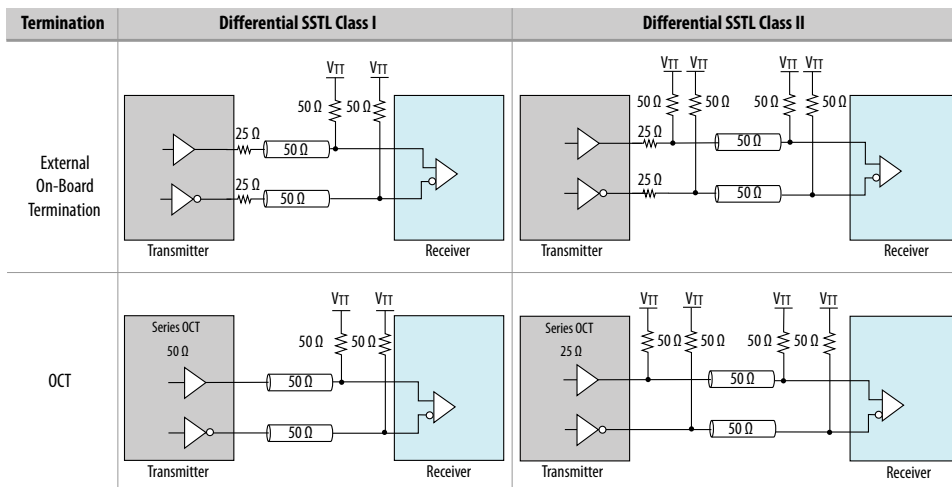 Termination Differential SSTL Class I Differential SSTL Class II
External
On-Board
Termination
VTT VTT
50 Ω 50 Ω
25 Ω
50 Ω
25 Ω
50 Ω
Transmitter
Receiver
VTT VTT VTT VTT
50 Ω 50 Ω 50 Ω 50 Ω
25 Ω
50 Ω
25 Ω
50 Ω
Transmitter
Receiver
OCT
VTT VTT
Series OCT
50 Ω
50 Ω 50 Ω
50 Ω
50 Ω
Transmitter
Receiver
VTT VTT VTT VTT
Series OCT
25 Ω
50 Ω 50 Ω 50 Ω 50 Ω
50 Ω
50 Ω
Transmitter
Receiver